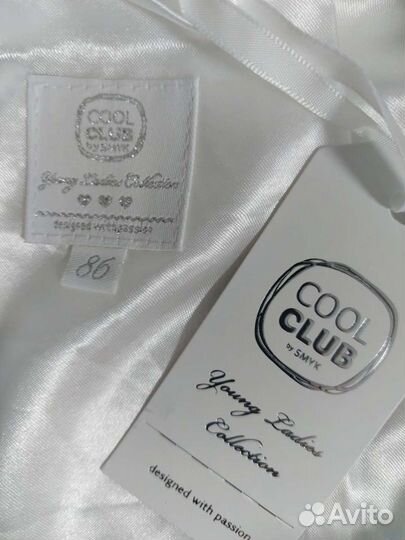 COOL
CLUB
by SMYK
Young Ladies Collection
designed with passion
86
COOL
CLUB
by SMYK
Young Ladies
Collection
designed with passion
Avito